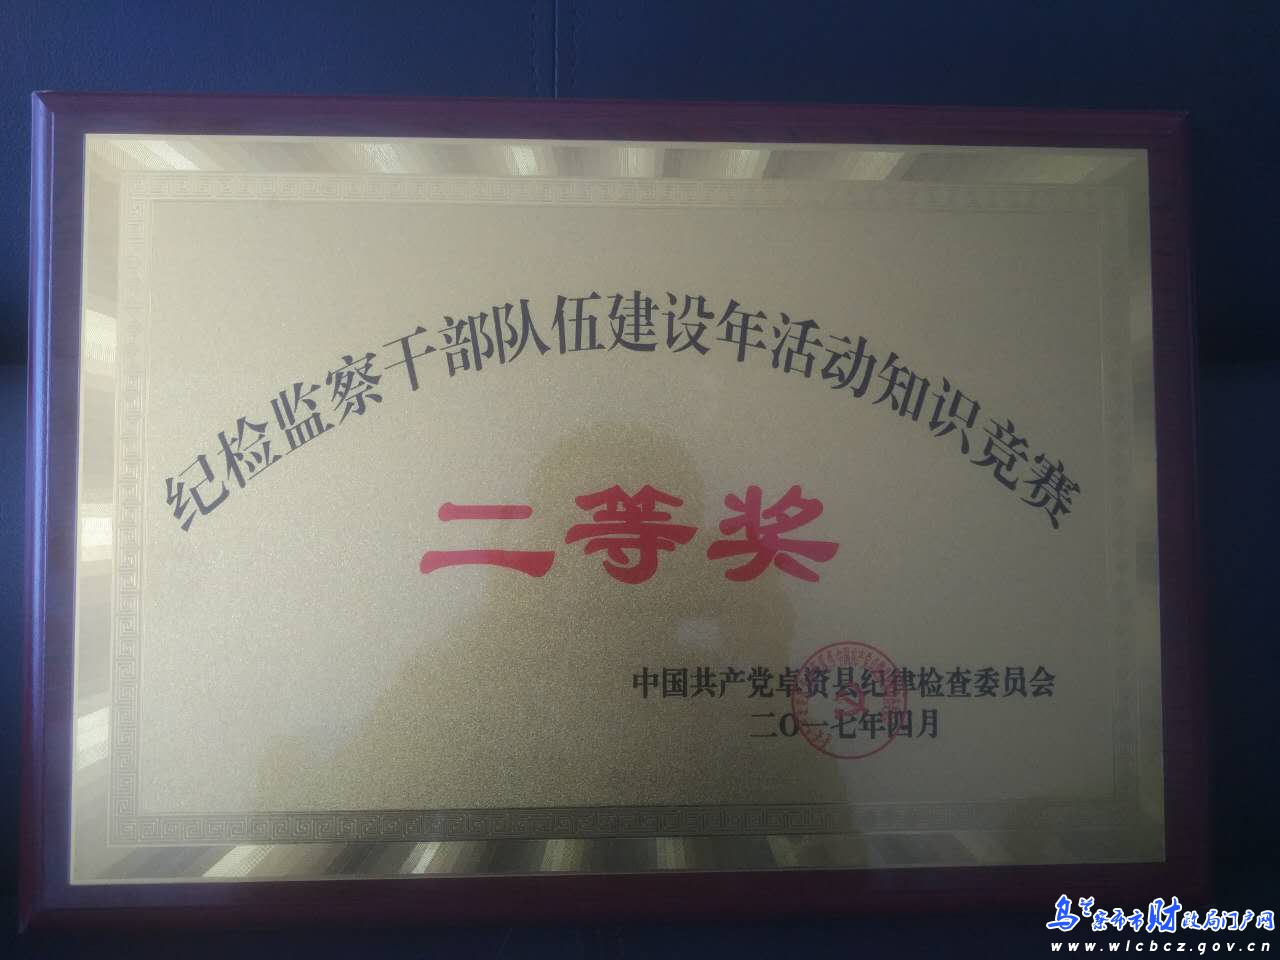 纪检监察干部队伍建设年活动知识竞赛
二等奖
中国共产党卓资县纪律检查委员会
二〇一七年四月
乌兰察布市财政局门户网
www.wlcbcz.gov.cn